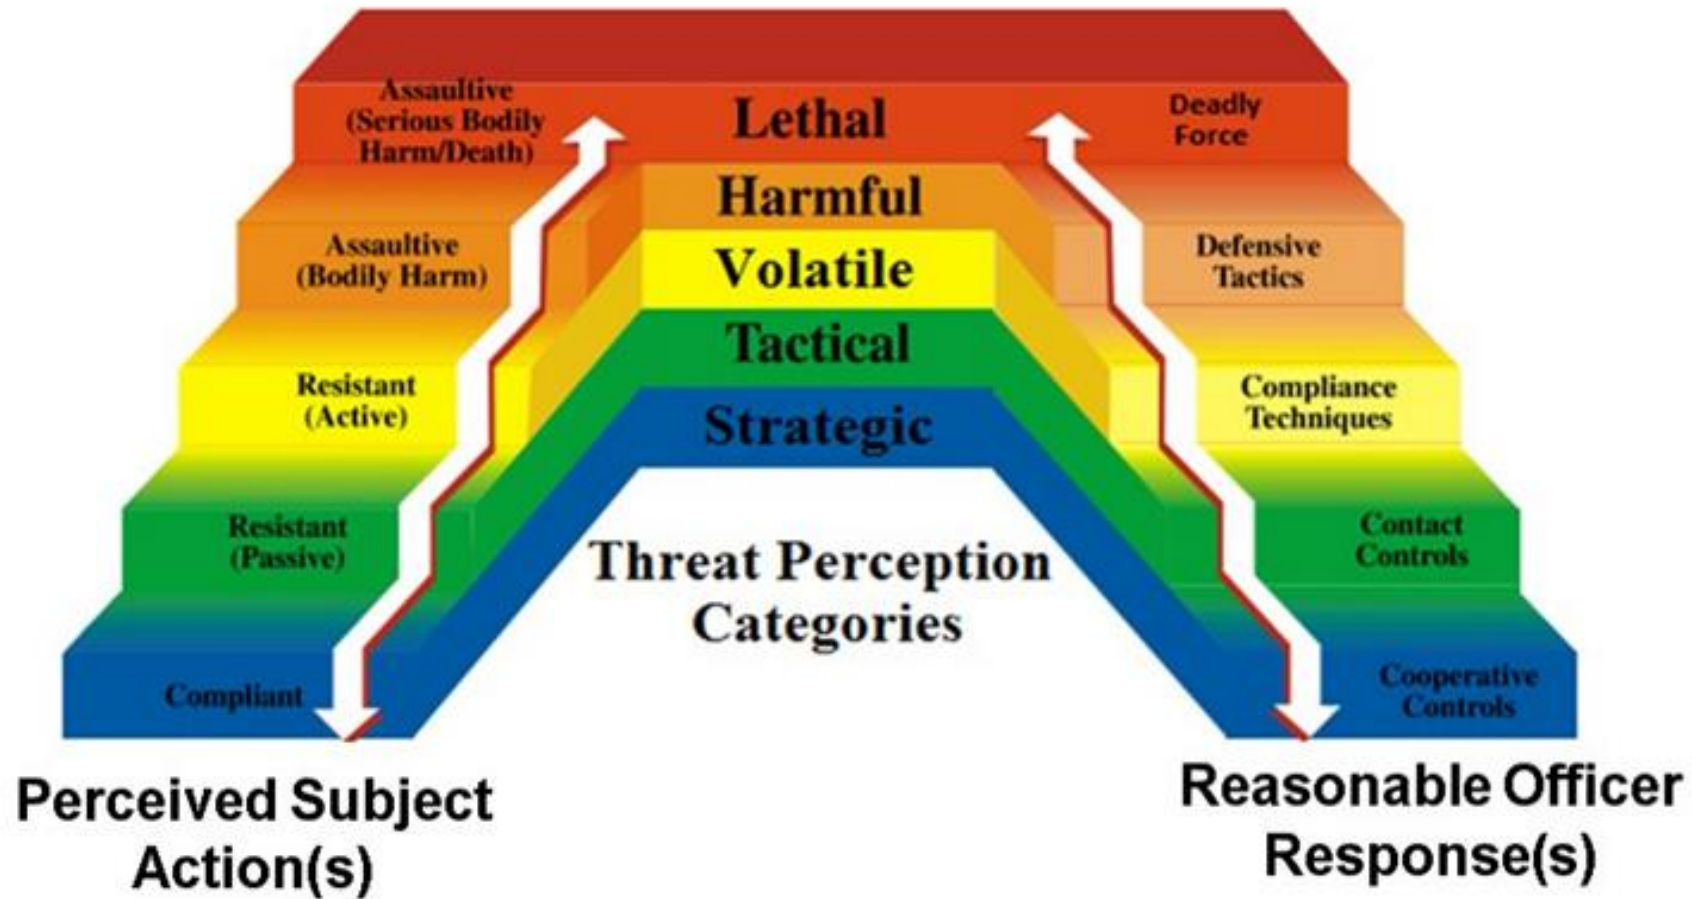 Assaultive
(Serious Bodily
Harm/Death)
Lethal
Deadly
Force
Harmful
Assaultive
(Bodily Harm)
Defensive
Tactics
Volatile
Tactical
Resistant
(Active)
Compliance
Techniques
Strategic
Resistant
(Passive)
Contact
Controls
Threat Perception
Categories
Compliant
Cooperative
Controls
Perceived Subject
Action(s)
Reasonable Officer
Response(s)